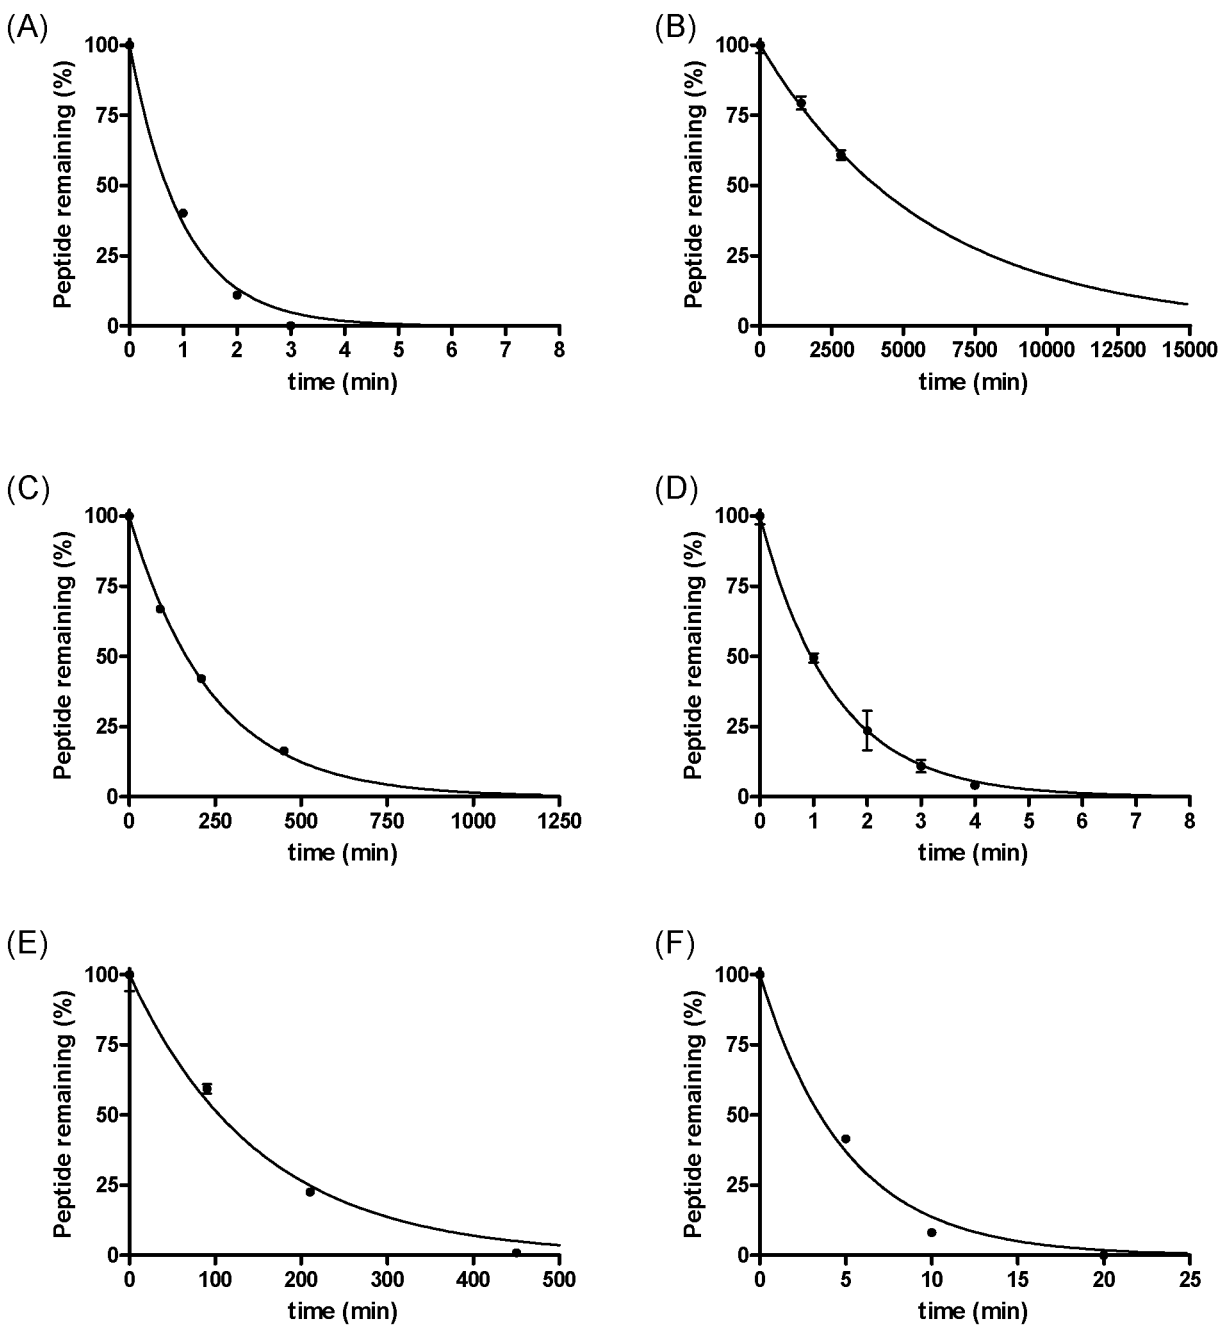 (A)
Peptide remaining (%)
100
75
50
25
0
0 1 2 3 4 5 6 7 8
time (min)
(B)
Peptide remaining (%)
100
75
50
25
0
0 2500 5000 7500 10000 12500 15000
time (min)
(C)
Peptide remaining (%)
100
75
50
25
0
0 250 500 750 1000 1250
time (min)
(D)
Peptide remaining (%)
100
75
50
25
0
0 1 2 3 4 5 6 7 8
time (min)
(E)
Peptide remaining (%)
100
75
50
25
0
0 100 200 300 400 500
time (min)
(F)
Peptide remaining (%)
100
75
50
25
0
0 5 10 15 20 25
time (min)